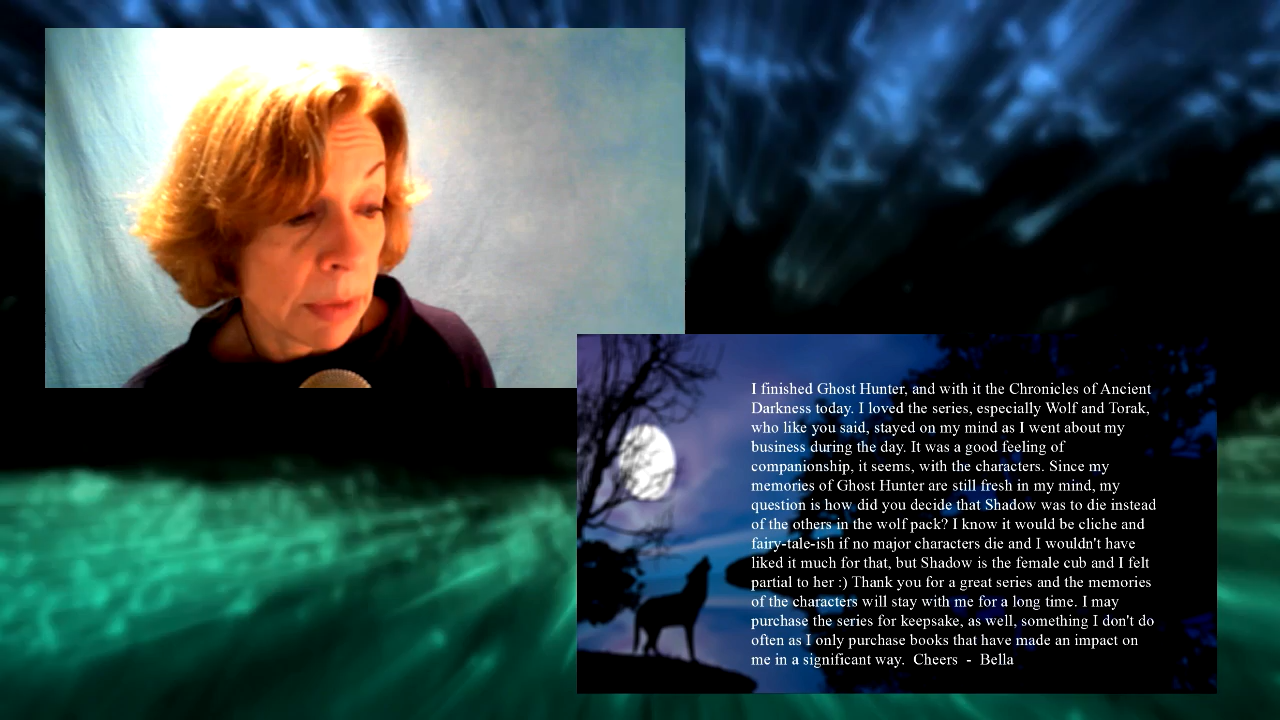 I finished Ghost Hunter, and with it the Chronicles of Ancient
Darkness today. I loved the series, especially Wolf and Torak,
who like you said, stayed on my mind as I went about my
business during the day. It was a good feeling of
companionship, it seems, with the characters. Since my
memories of Ghost Hunter are still fresh in my mind, my
question is how did you decide that Shadow was to die instead
of the others in the wolf pack? I know it would be cliche and
fairy-tale-ish if no major characters die and I wouldn't have
liked it much for that, but Shadow is the female cub and I felt
partial to her :) Thank you for a great series and the memories
of the characters will stay with me for a long time. I may
purchase the series for keepsake, as well, something I don't do
often as I only purchase books that have made an impact on
me in a significant way.  Cheers  -  Bella